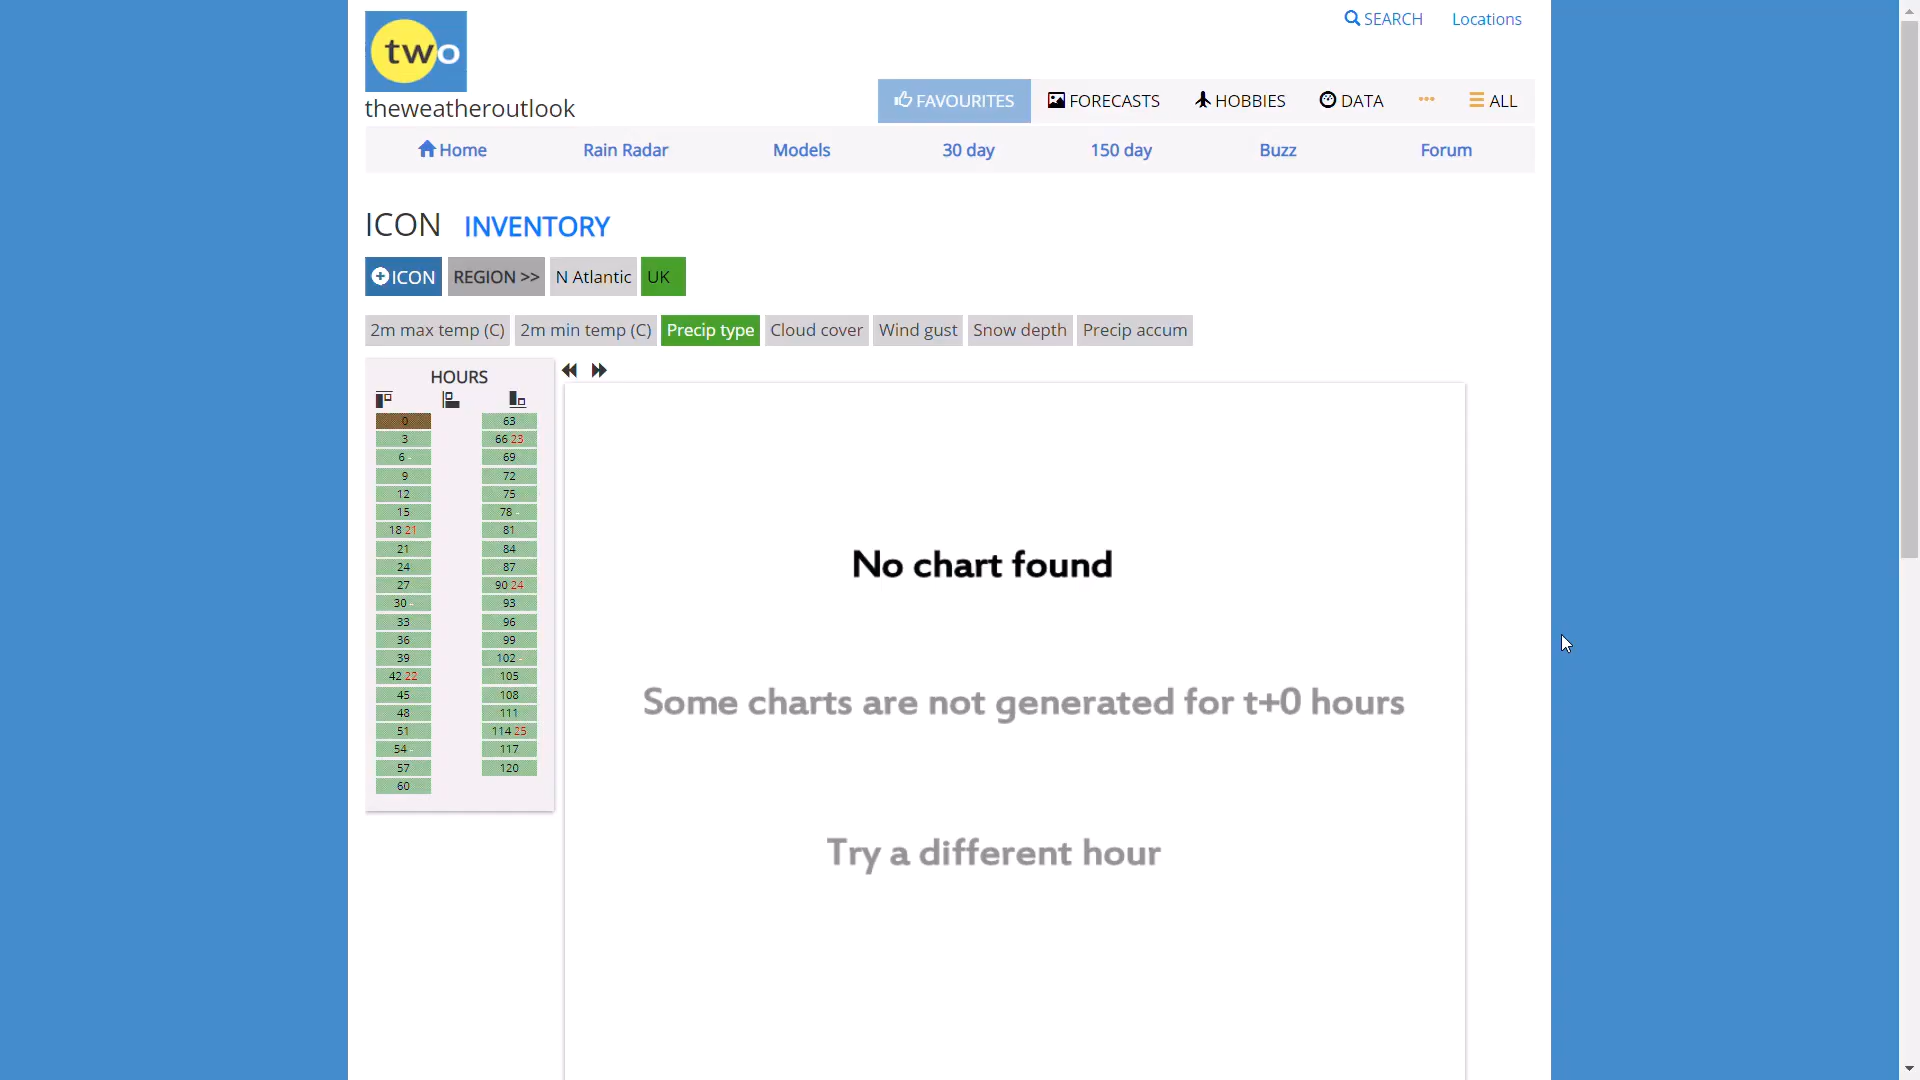 two
theweatheroutlook
SEARCH Locations
FAVOURITES FORECASTS HOBBIES DATA ALL
Home Rain Radar Models 30 day 150 day Buzz Forum
ICON INVENTORY
ICON REGION >> N Atlantic UK
2m max temp (C) 2m min temp (C) Precip type Cloud cover Wind gust Snow depth Precip accum
HOURS
0 63
3 66 23
6 - 69
9 72
12 75
15 78 -
18 21 81
21 84
24 87
27 90 24
30 - 93
33 96
36 99
39 102 -
42 22 105
45 108
48 111
51 114 25
54 - 117
57 120
60
No chart found
Some charts are not generated for t+0 hours
Try a different hour